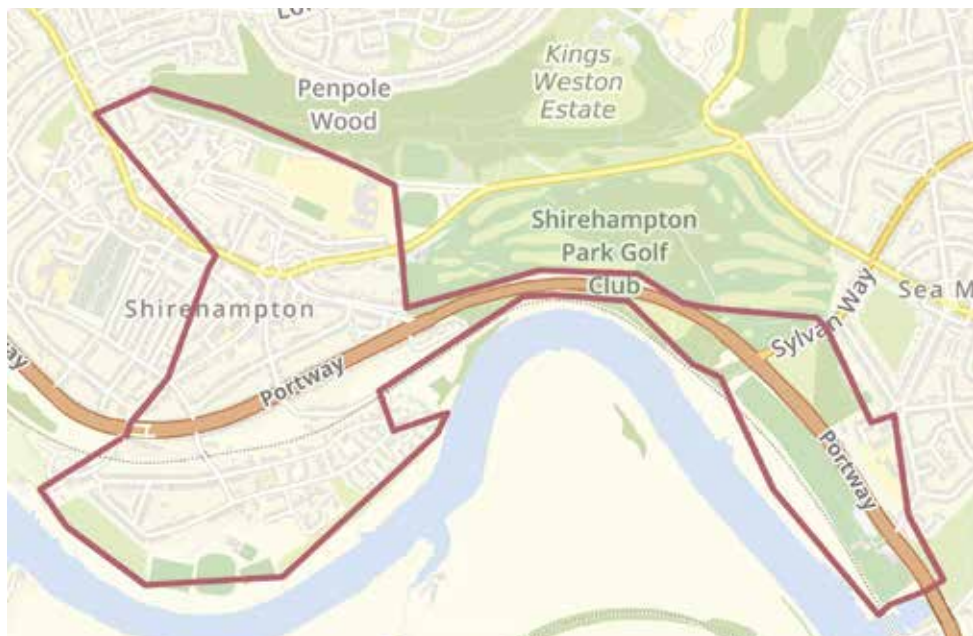 Kings
Weston
Estate
Penpole
Wood
Shirehampton
Park Golf
Club
Sea M
Shirehampton
Sylvan Way
Portway
Portway